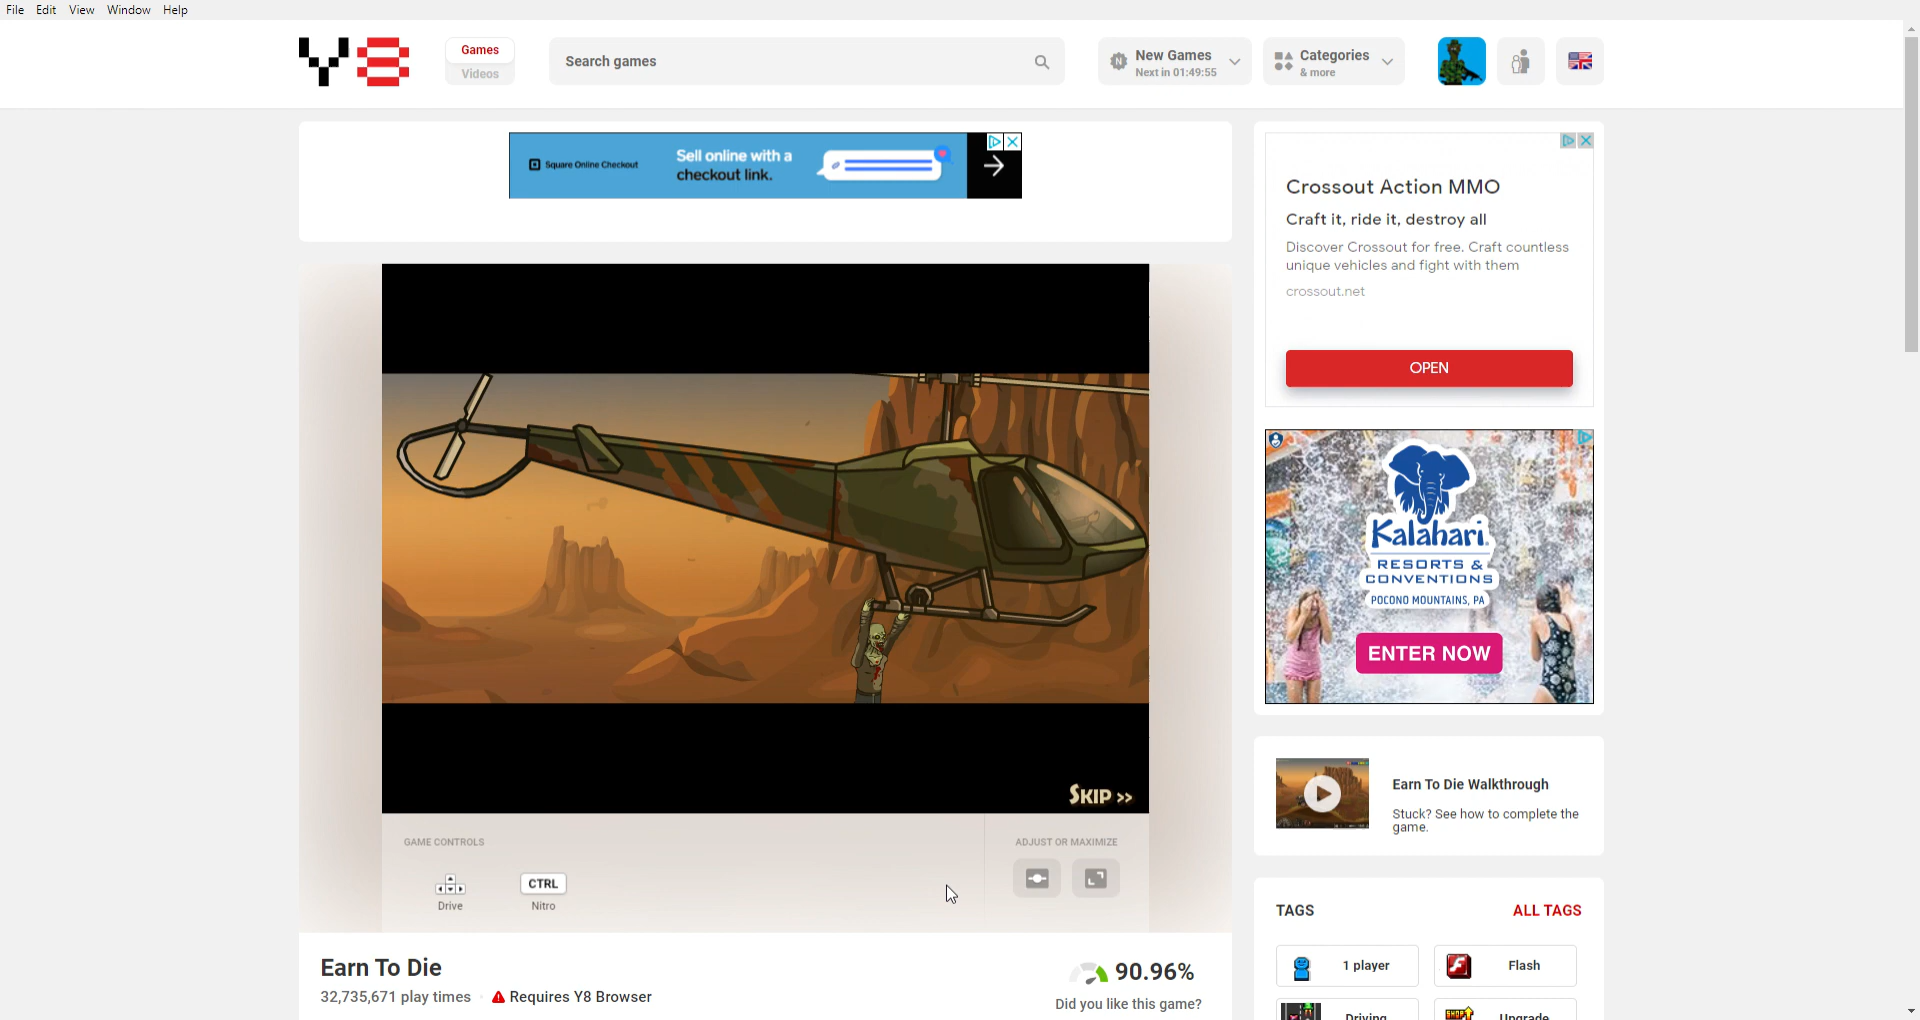 File Edit View Window Help
Y8
Games
Videos
Search games
New Games
Next in 01:49:55
Categories
& more
Square Online Checkout
Sell online with a
checkout link.
Crossout Action MMO
Craft it, ride it, destroy all
Discover Crossout for free. Craft countless
unique vehicles and fight with them
crossout.net
OPEN
Kalahari
RESORTS &
CONVENTIONS
POCONO MOUNTAINS, PA
ENTER NOW
SKIP >>
GAME CONTROLS
ADJUST OR MAXIMIZE
CTRL
Drive
Nitro
Earn To Die Walkthrough
Stuck? See how to complete the
game.
TAGS
ALL TAGS
1 player
Flash
Driving
Upgrade
Earn To Die
32,735,671 play times
Requires Y8 Browser
90.96%
Did you like this game?